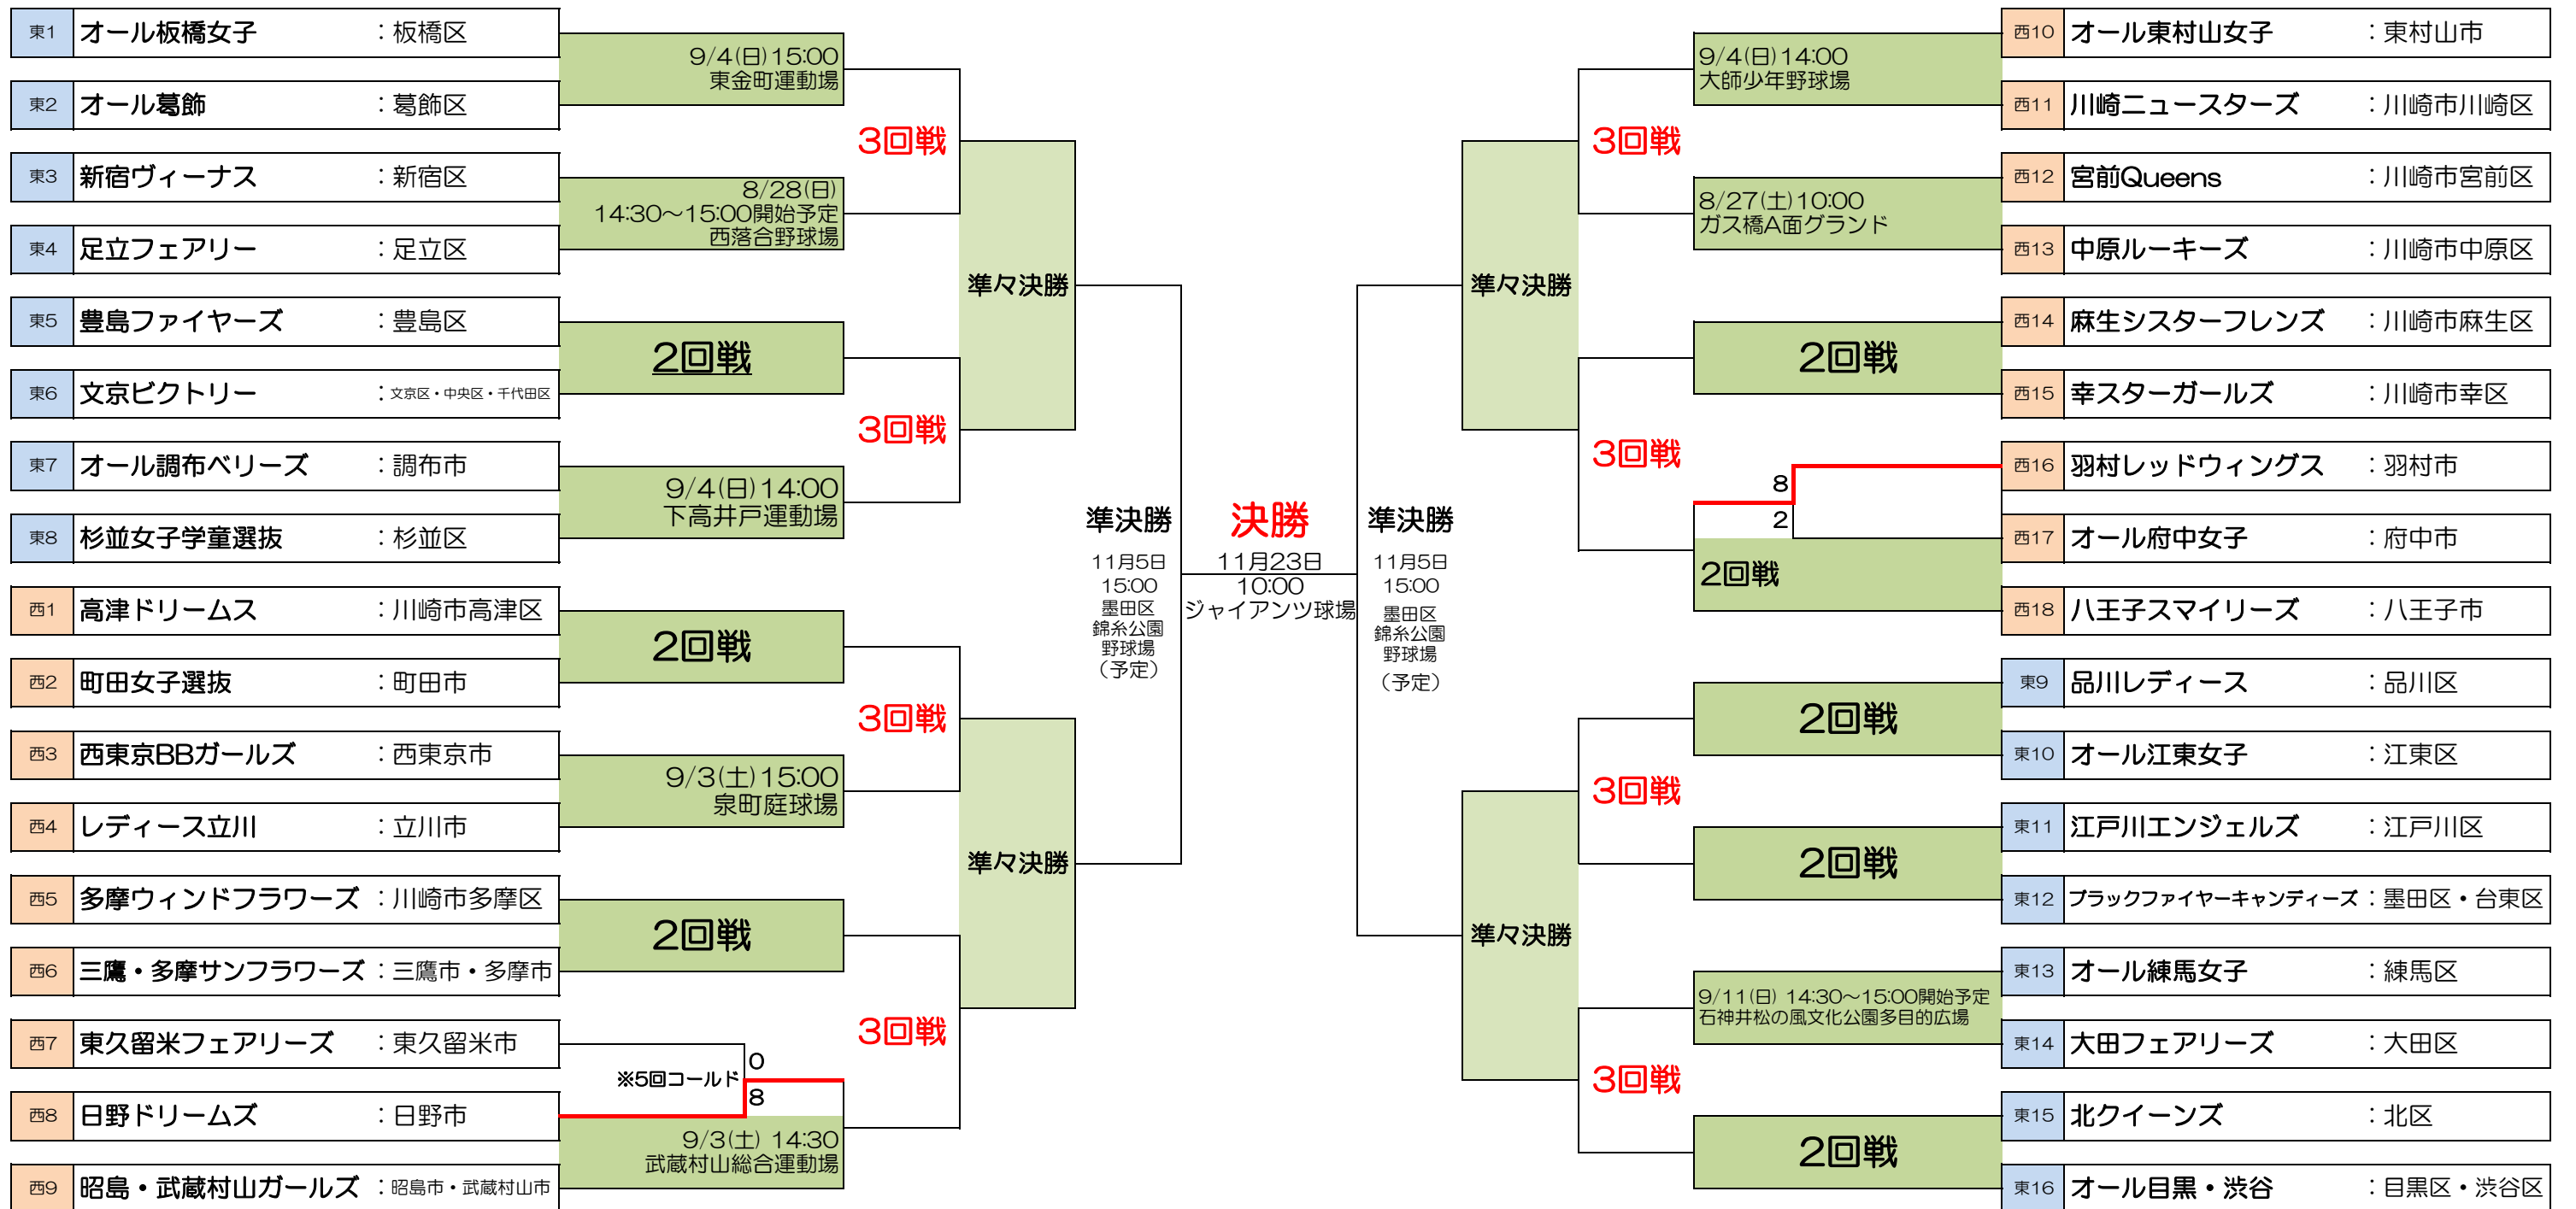 東1 オール板橋女子 ：板橋区
東2 オール葛飾 ：葛飾区
東3 新宿ヴィーナス ：新宿区
東4 足立フェアリー ：足立区
東5 豊島ファイヤーズ ：豊島区
東6 文京ビクトリー ：文京区・中央区・千代田区
東7 オール調布ベリーズ ：調布市
東8 杉並女子学童選抜 ：杉並区
西1 高津ドリームス ：川崎市高津区
西2 町田女子選抜 ：町田市
西3 西東京BBガールズ ：西東京市
西4 レディース立川 ：立川市
西5 多摩ウィンドフラワーズ ：川崎市多摩区
西6 三鷹・多摩サンフラワーズ ：三鷹市・多摩市
西7 東久留米フェアリーズ ：東久留米市
西8 日野ドリームズ ：日野市
西9 昭島・武蔵村山ガールズ ：昭島市・武蔵村山市
9/4(日)15:00
東金町運動場
8/28(日)
14:30～15:00開始予定
西落合野球場
2回戦
9/4(日)14:00
下高井戸運動場
2回戦
9/3(土)15:00
泉町庭球場
2回戦
0
※5回コールド
8
9/3(土) 14:30
武蔵村山総合運動場
3回戦
3回戦
3回戦
3回戦
準々決勝
準々決勝
準決勝
11月5日
15:00
墨田区
錦糸公園
野球場
（予定）
決勝
11月23日
10:00
ジャイアンツ球場
準決勝
11月5日
15:00
墨田区
錦糸公園
野球場
（予定）
準々決勝
準々決勝
3回戦
3回戦
3回戦
3回戦
9/4(日)14:00
大師少年野球場
8/27(土)10:00
ガス橋A面グランド
2回戦
8
2
2回戦
2回戦
2回戦
9/11(日) 14:30～15:00開始予定
石神井松の風文化公園多目的広場
2回戦
西10 オール東村山女子 ：東村山市
西11 川崎ニュースターズ ：川崎市川崎区
西12 宮前Queens ：川崎市宮前区
西13 中原ルーキーズ ：川崎市中原区
西14 麻生シスターフレンズ ：川崎市麻生区
西15 幸スターガールズ ：川崎市幸区
西16 羽村レッドウィングス ：羽村市
西17 オール府中女子 ：府中市
西18 八王子スマイリーズ ：八王子市
東9 品川レディース ：品川区
東10 オール江東女子 ：江東区
東11 江戸川エンジェルズ ：江戸川区
東12 ブラックファイヤーキャンディーズ ：墨田区・台東区
東13 オール練馬女子 ：練馬区
東14 大田フェアリーズ ：大田区
東15 北クイーンズ ：北区
東16 オール目黒・渋谷 ：目黒区・渋谷区